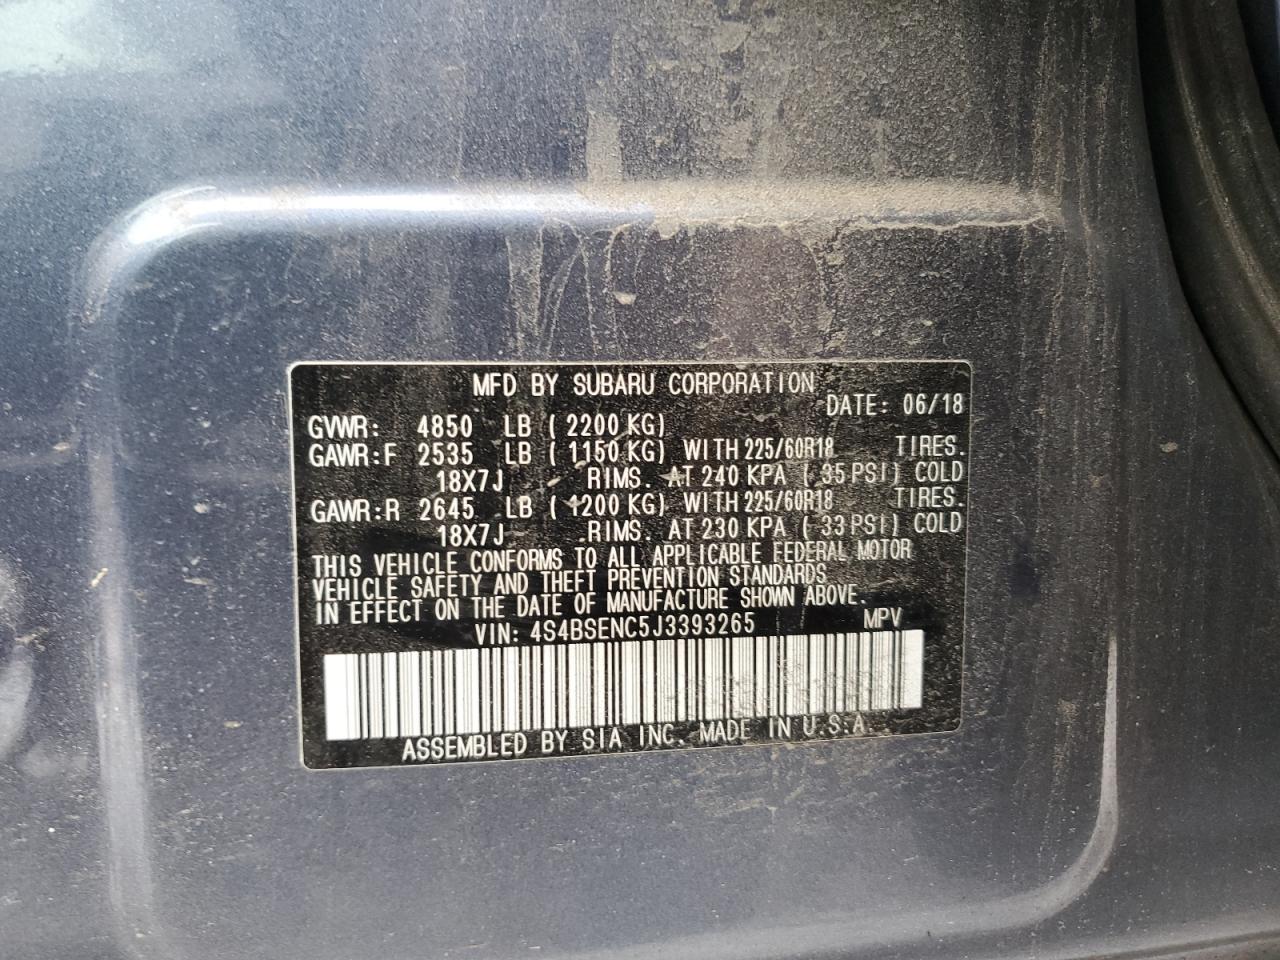 MFD BY SUBARU CORPORATION
DATE: 06/18
GVWR: 4850 LB ( 2200 KG)
GAWR:F 2535 LB ( 1150 KG) WITH 225/60R18 TIRES.
18X7J RIMS. AT 240 KPA ( 35 PSI) COLD
GAWR:R 2645 LB ( 1200 KG) WITH 225/60R18 TIRES.
18X7J RIMS. AT 230 KPA ( 33 PSI) COLD
THIS VEHICLE CONFORMS TO ALL APPLICABLE FEDERAL MOTOR
VEHICLE SAFETY AND THEFT PREVENTION STANDARDS
IN EFFECT ON THE DATE OF MANUFACTURE SHOWN ABOVE.
VIN: 4S4BSENC5J3393265 MPV
ASSEMBLED BY SIA INC. MADE IN U.S.A.